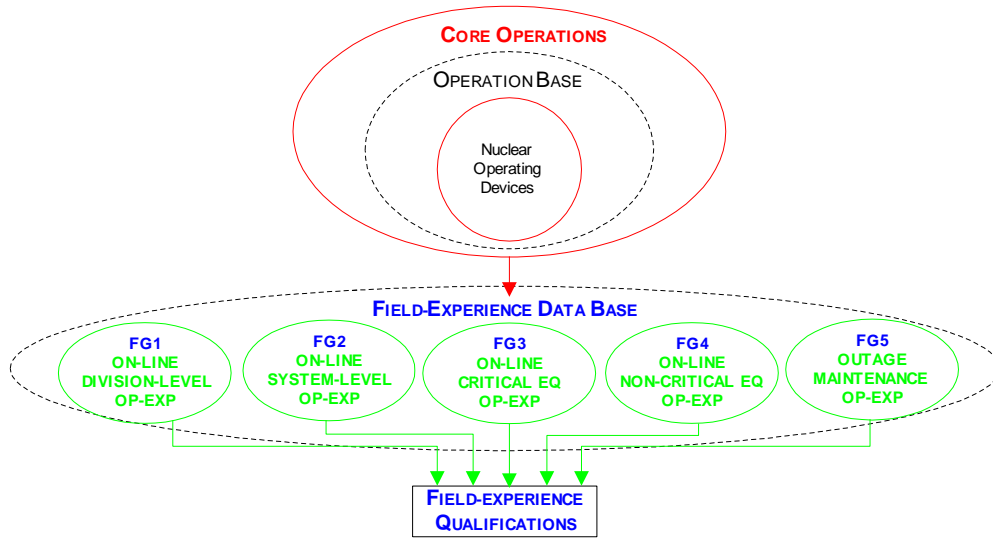 CORE OPERATIONS
OPERATION BASE
Nuclear
Operating
Devices
FIELD-EXPERIENCE DATA BASE
FG1
ON-LINE
DIVISION-LEVEL
OP-EXP
FG2
ON-LINE
SYSTEM-LEVEL
OP-EXP
FG3
ON-LINE
CRITICAL EQ
OP-EXP
FG4
ON-LINE
NON-CRITICAL EQ
OP-EXP
FG5
OUTAGE
MAINTENANCE
OP-EXP
FIELD-EXPERIENCE
QUALIFICATIONS